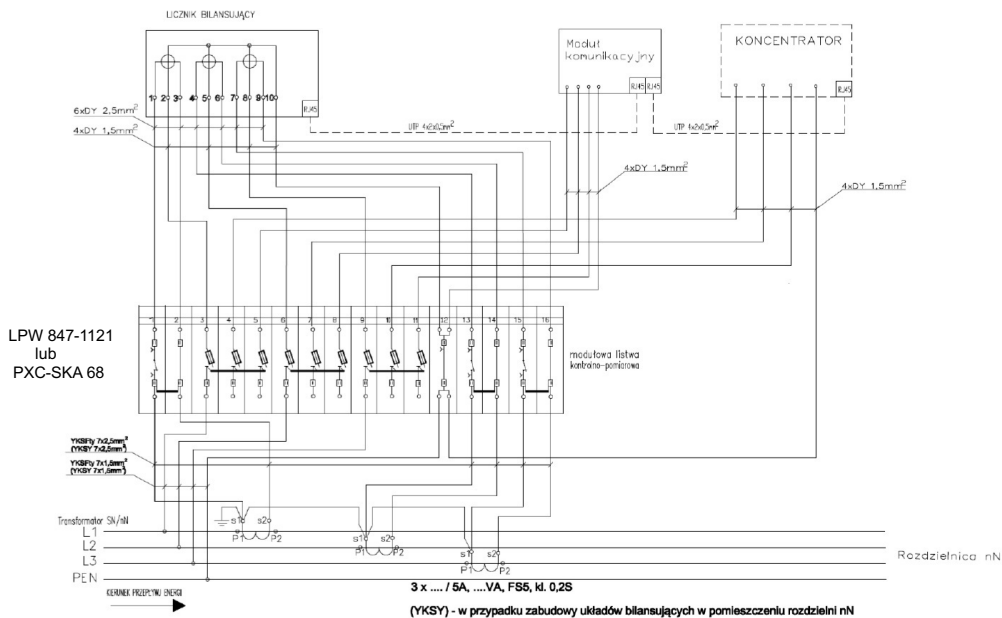 LICZNIK BILANSUJĄCY
Moduł
komunikacyjny
KONCENTRATOR
1 2 3 4 5 6 7 8 9 10
RJ45
RJ45 RJ45
RJ45
6xDY 2,5mm²
4xDY 1,5mm²
UTP 4x2x0,5mm²
UTP 4x2x0,5mm²
4xDY 1.5mm²
4xDY 1.5mm²
1 2 3 4 5 6 7 8 9 10 11 12 13 14 15 16
LPW 847-1121
lub
PXC-SKA 68
modułowa listwa
kontrolno-pomiarowa
YKSFty 7x2,5mm²
(YKSY 7x2,5mm²)
YKSFty 7x1,5mm²
(YKSY 7x1,5mm²)
Transformator SN/nN
s1 s2
L1
P1 P2
s1 s2
L2
P1 P2
s1 s2
L3
P1 P2
Rozdzielnica nN
PEN
KIERUNEK PRZEPŁYWU ENERGI
3 x .... / 5A, ....VA, FS5, kl. 0,2S
(YKSY) - w przypadku zabudowy układów bilansujących w pomieszczeniu rozdzielni nN